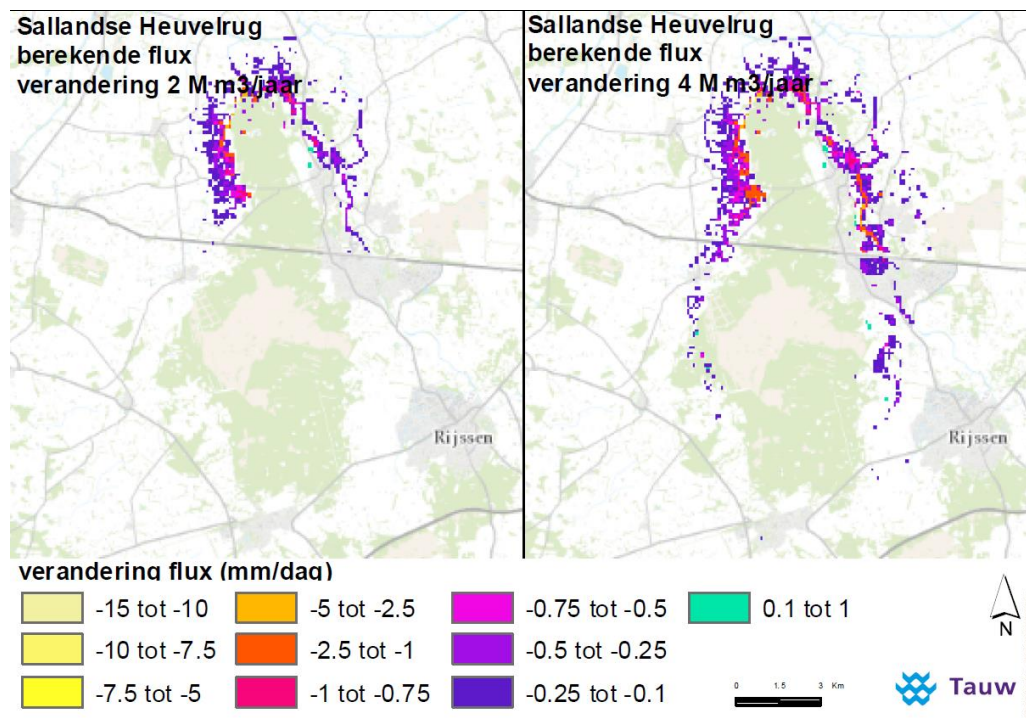 Sallandse Heuvelrug
berekende flux
verandering 2 M m3/jaar
Sallandse Heuvelrug
berekende flux
verandering 4 M m3/jaar
Rijssen
Rijssen
verandering flux (mm/dag)
-15 tot -10
-10 tot -7.5
-7.5 tot -5
-5 tot -2.5
-2.5 tot -1
-1 tot -0.75
-0.75 tot -0.5
-0.5 tot -0.25
-0.25 tot -0.1
0.1 tot 1
N
0 1.5 3 Km
Tauw